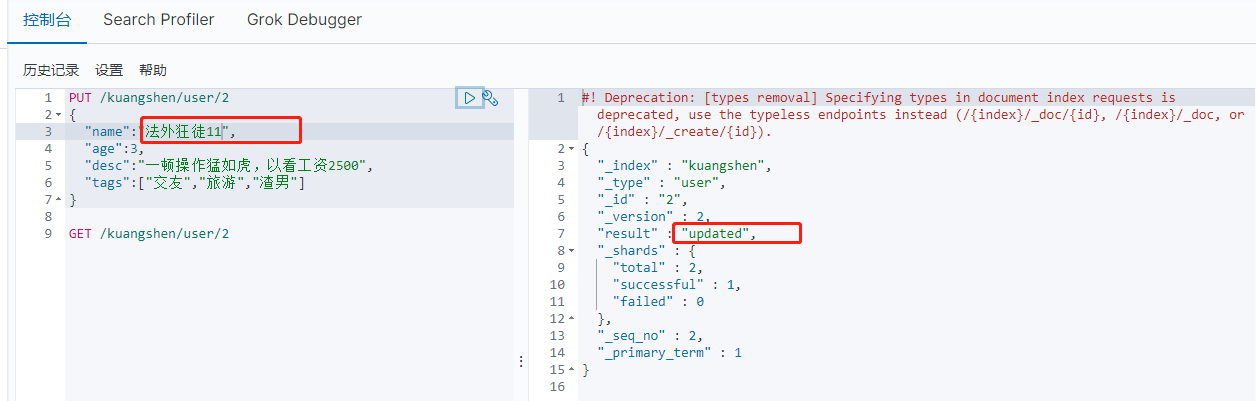 控制台 Search Profiler Grok Debugger
历史记录 设置 帮助
1 PUT /kuangshen/user/2
2 {
3 "name":"法外狂徒11",
4 "age":3,
5 "desc":"一顿操作猛如虎，以看工资2500",
6 "tags":["交友","旅游","渣男"]
7 }
8
9 GET /kuangshen/user/2
1 #! Deprecation: [types removal] Specifying types in document index requests is
deprecated, use the typeless endpoints instead (/{index}/_doc/{id}, /{index}/_doc, or
/{index}/_create/{id}).
2 {
3 "_index" : "kuangshen",
4 "_type" : "user",
5 "_id" : "2",
6 "_version" : 2,
7 "result" : "updated",
8 "_shards" : {
9 "total" : 2,
10 "successful" : 1,
11 "failed" : 0
12 },
13 "_seq_no" : 2,
14 "_primary_term" : 1
15 }
16